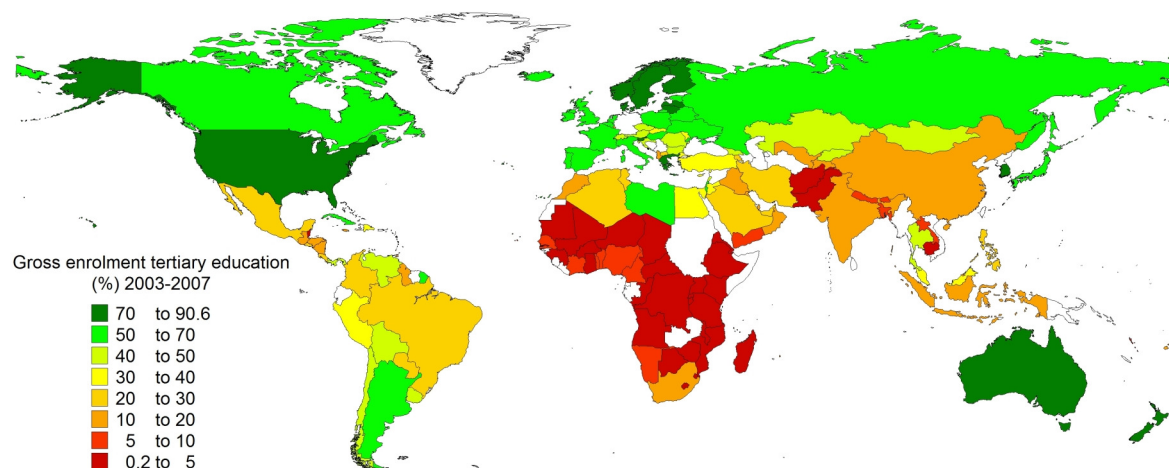 Gross enrolment tertiary education
(%) 2003-2007
70 to 90.6
50 to 70
40 to 50
30 to 40
20 to 30
10 to 20
5 to 10
0.2 to 5